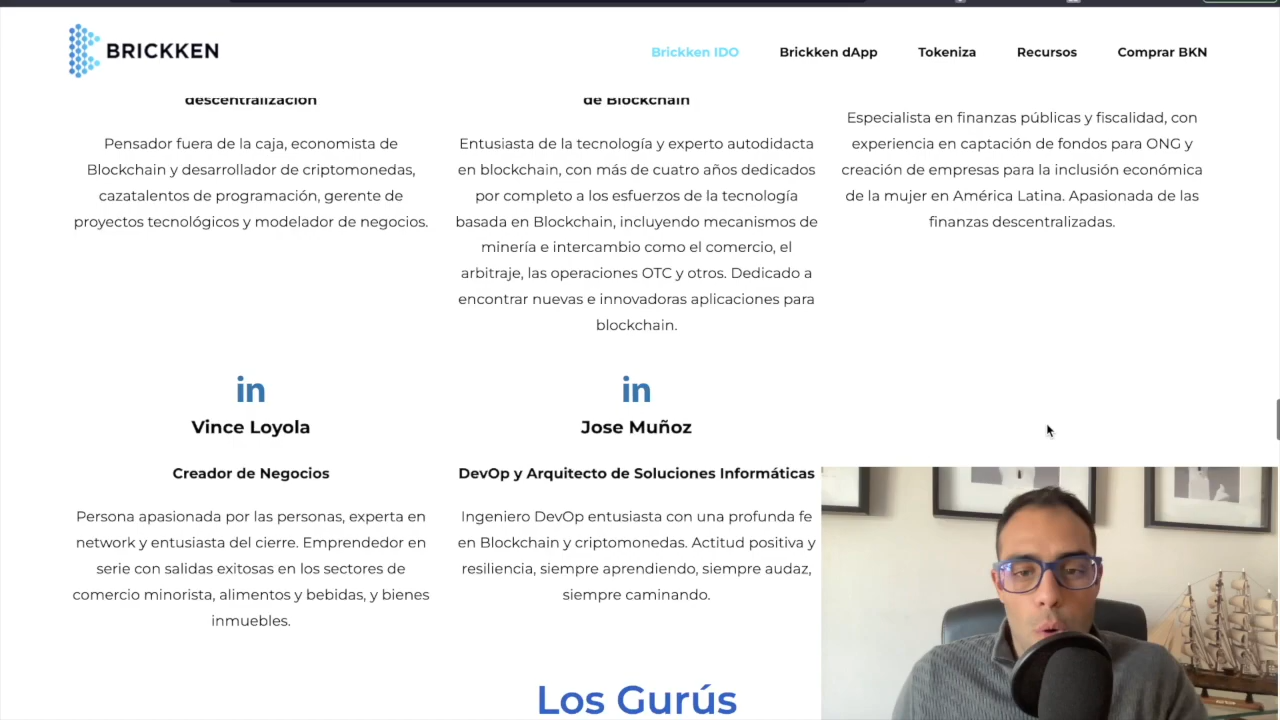 BRICKKEN
Brickken IDO
Brickken dApp
Tokeniza
Recursos
Comprar BKN
descentralización
Pensador fuera de la caja, economista de
Blockchain y desarrollador de criptomonedas,
cazatalentos de programación, gerente de
proyectos tecnológicos y modelador de negocios.
de Blockchain
Entusiasta de la tecnología y experto autodidacta
en blockchain, con más de cuatro años dedicados
por completo a los esfuerzos de la tecnología
basada en Blockchain, incluyendo mecanismos de
minería e intercambio como el comercio, el
arbitraje, las operaciones OTC y otros. Dedicado a
encontrar nuevas e innovadoras aplicaciones para
blockchain.
Especialista en finanzas públicas y fiscalidad, con
experiencia en captación de fondos para ONG y
creación de empresas para la inclusión económica
de la mujer en América Latina. Apasionada de las
finanzas descentralizadas.
in
Vince Loyola
Creador de Negocios
Persona apasionada por las personas, experta en
network y entusiasta del cierre. Emprendedor en
serie con salidas exitosas en los sectores de
comercio minorista, alimentos y bebidas, y bienes
inmuebles.
in
Jose Muñoz
DevOp y Arquitecto de Soluciones Informáticas
Ingeniero DevOp entusiasta con una profunda fe
en Blockchain y criptomonedas. Actitud positiva y
resiliencia, siempre aprendiendo, siempre audaz,
siempre caminando.
Los Gurús